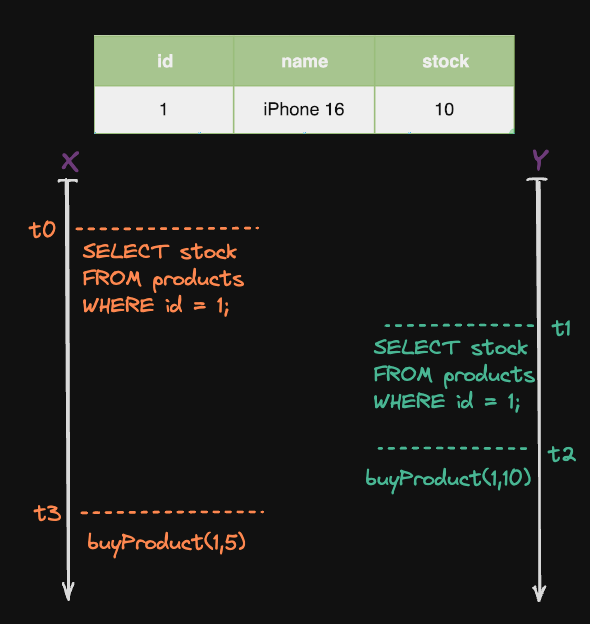 id name stock
1 iPhone 16 10
X Y
t0
SELECT stock
FROM products
WHERE id = 1;
t1
SELECT stock
FROM products
WHERE id = 1;
t2
buyProduct(1,10)
t3
buyProduct(1,5)